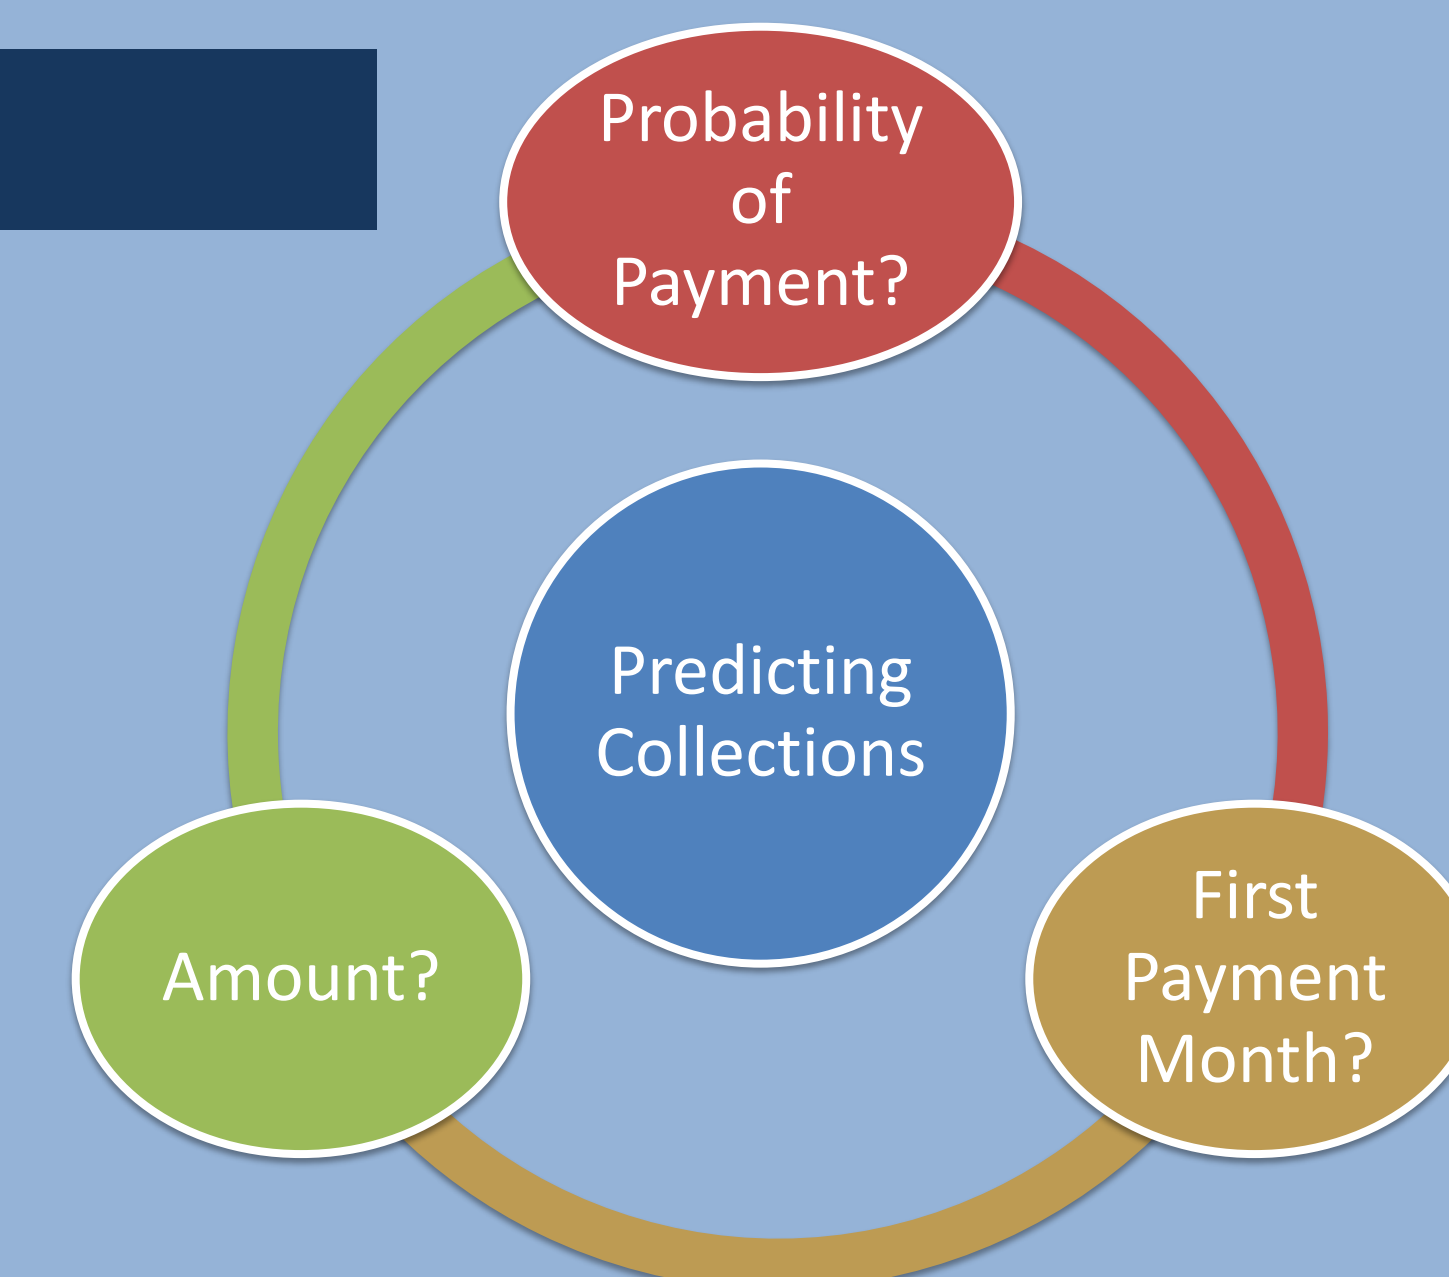 Probability
of
Payment?
Predicting
Collections
First
Payment
Month?
Amount?